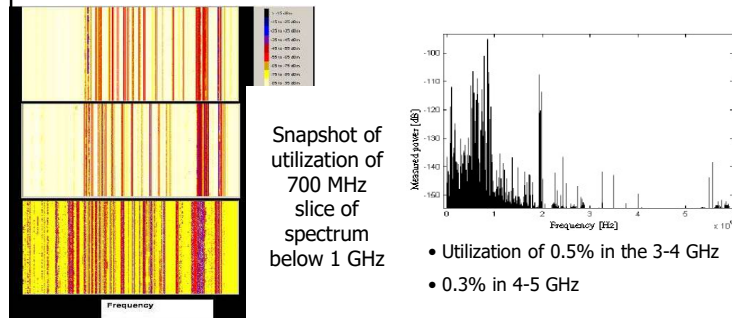 Snapshot of
utilization of
700 MHz
slice of
spectrum
below 1 GHz
Frequency
-100
-110
-120
-130
-140
-150
-160
Measured power [dB]
0 1 2 3 4 5
Frequency [Hz]
• Utilization of 0.5% in the 3-4 GHz
• 0.3% in 4-5 GHz